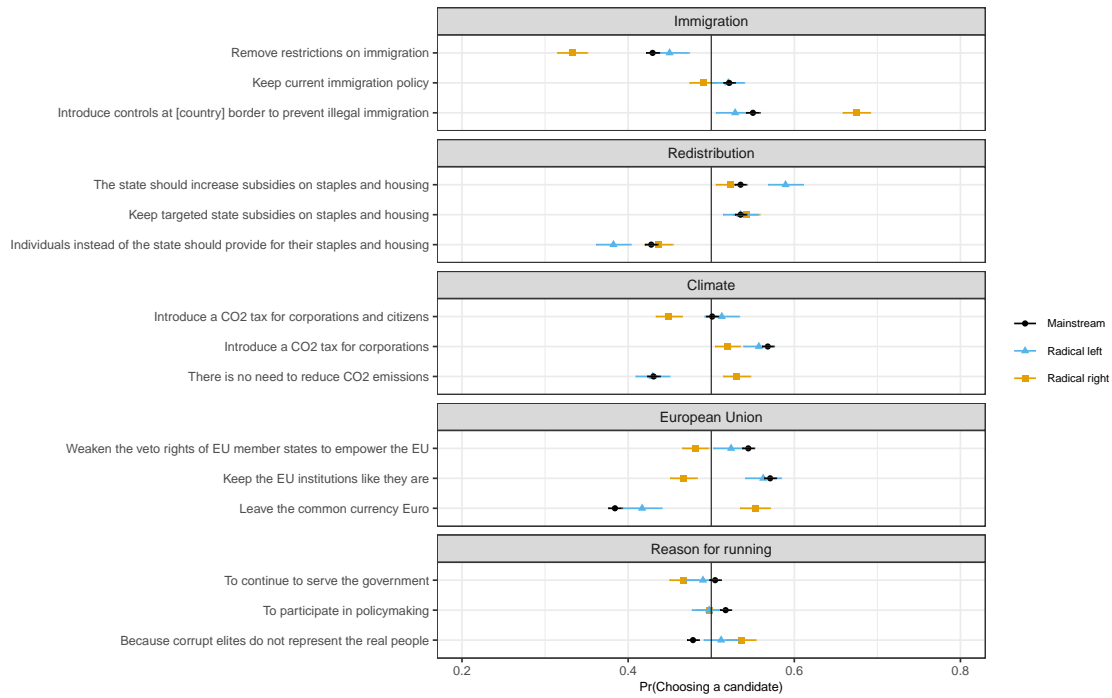 Immigration
Remove restrictions on immigration
Keep current immigration policy
Introduce controls at [country] border to prevent illegal immigration
Redistribution
The state should increase subsidies on staples and housing
Keep targeted state subsidies on staples and housing
Individuals instead of the state should provide for their staples and housing
Climate
Introduce a CO2 tax for corporations and citizens
Introduce a CO2 tax for corporations
There is no need to reduce CO2 emissions
European Union
Weaken the veto rights of EU member states to empower the EU
Keep the EU institutions like they are
Leave the common currency Euro
Reason for running
To continue to serve the government
To participate in policymaking
Because corrupt elites do not represent the real people
0.2 0.4 0.6 0.8
Pr(Choosing a candidate)
Mainstream
Radical left
Radical right